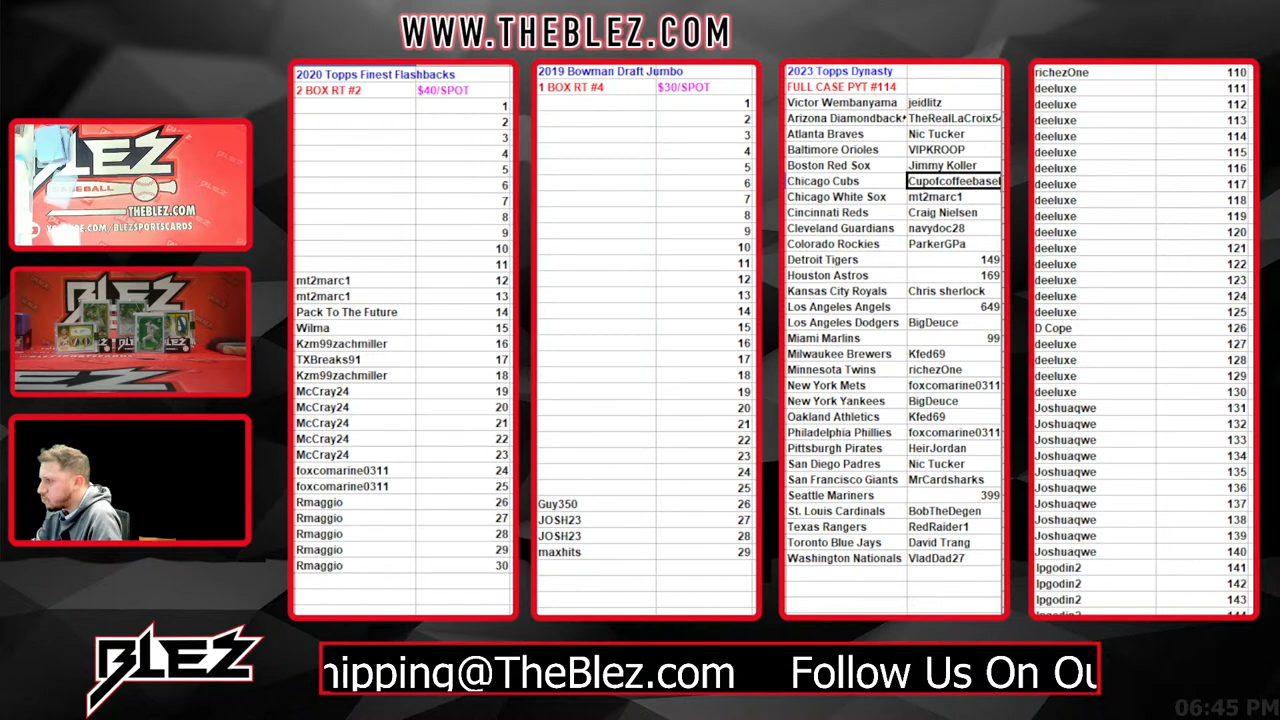 WWW.THEBLEZ.COM
BLEZ
BASEBALL
THEBLEZ.COM
YOUTUBE.COM/BLEZSPORTSCARDS
2020 Topps Finest Flashbacks
2 BOX RT #2 $40/SPOT
1
2
3
4
5
6
7
8
9
10
11
mt2marc1 12
mt2marc1 13
Pack To The Future 14
Wilma 15
Kzm99zachmiller 16
TXBreaks91 17
Kzm99zachmiller 18
McCray24 19
McCray24 20
McCray24 21
McCray24 22
McCray24 23
foxcomarine0311 24
foxcomarine0311 25
Rmaggio 26
Rmaggio 27
Rmaggio 28
Rmaggio 29
Rmaggio 30
2019 Bowman Draft Jumbo
1 BOX RT #4 $30/SPOT
1
2
3
4
5
6
7
8
9
10
11
12
13
14
15
16
17
18
19
20
21
22
23
24
25
Guy350 26
JOSH23 27
JOSH23 28
maxhits 29
2023 Topps Dynasty
FULL CASE PYT #114
Victor Wembanyama jeidlitz
Arizona Diamondback TheRealLaCroix54
Atlanta Braves Nic Tucker
Baltimore Orioles VIPKROOP
Boston Red Sox Jimmy Koller
Chicago Cubs Cupofcoffeebasel
Chicago White Sox mt2marc1
Cincinnati Reds Craig Nielsen
Cleveland Guardians navydoc28
Colorado Rockies ParkerGPa
Detroit Tigers 149
Houston Astros 169
Kansas City Royals Chris sherlock
Los Angeles Angels 649
Los Angeles Dodgers BigDeuce
Miami Marlins 99
Milwaukee Brewers Kfed69
Minnesota Twins richezOne
New York Mets foxcomarine0311
New York Yankees BigDeuce
Oakland Athletics Kfed69
Philadelphia Phillies foxcomarine0311
Pittsburgh Pirates HeirJordan
San Diego Padres Nic Tucker
San Francisco Giants MrCardsharks
Seattle Mariners 399
St. Louis Cardinals BobTheDegen
Texas Rangers RedRaider1
Toronto Blue Jays David Trang
Washington Nationals VladDad27
richezOne 110
deeluxe 111
deeluxe 112
deeluxe 113
deeluxe 114
deeluxe 115
deeluxe 116
deeluxe 117
deeluxe 118
deeluxe 119
deeluxe 120
deeluxe 121
deeluxe 122
deeluxe 123
deeluxe 124
deeluxe 125
D Cope 126
deeluxe 127
deeluxe 128
deeluxe 129
deeluxe 130
Joshuaqwe 131
Joshuaqwe 132
Joshuaqwe 133
Joshuaqwe 134
Joshuaqwe 135
Joshuaqwe 136
Joshuaqwe 137
Joshuaqwe 138
Joshuaqwe 139
Joshuaqwe 140
lpgodin2 141
lpgodin2 142
lpgodin2 143
lpgodin2 144
BLEZ
hipping@TheBlez.com Follow Us On Ou
06:45 PM